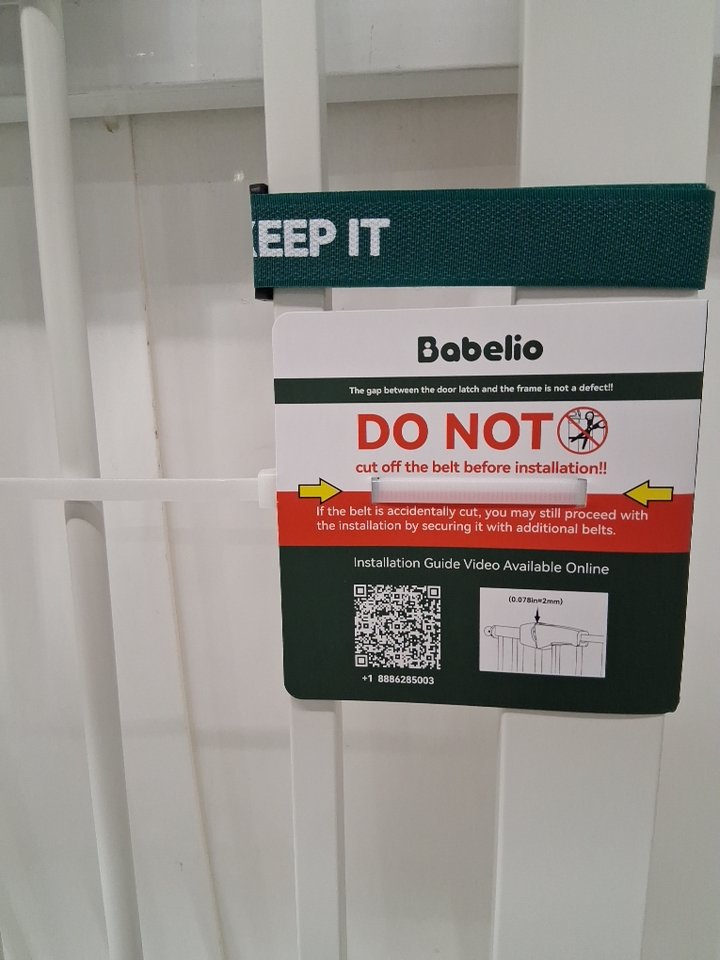 KEEP IT
Babelio
The gap between the door latch and the frame is not a defect!!
DO NOT
cut off the belt before installation!!
If the belt is accidentally cut, you may still proceed with
the installation by securing it with additional belts.
Installation Guide Video Available Online
(0.078in=2mm)
+1 8886285003